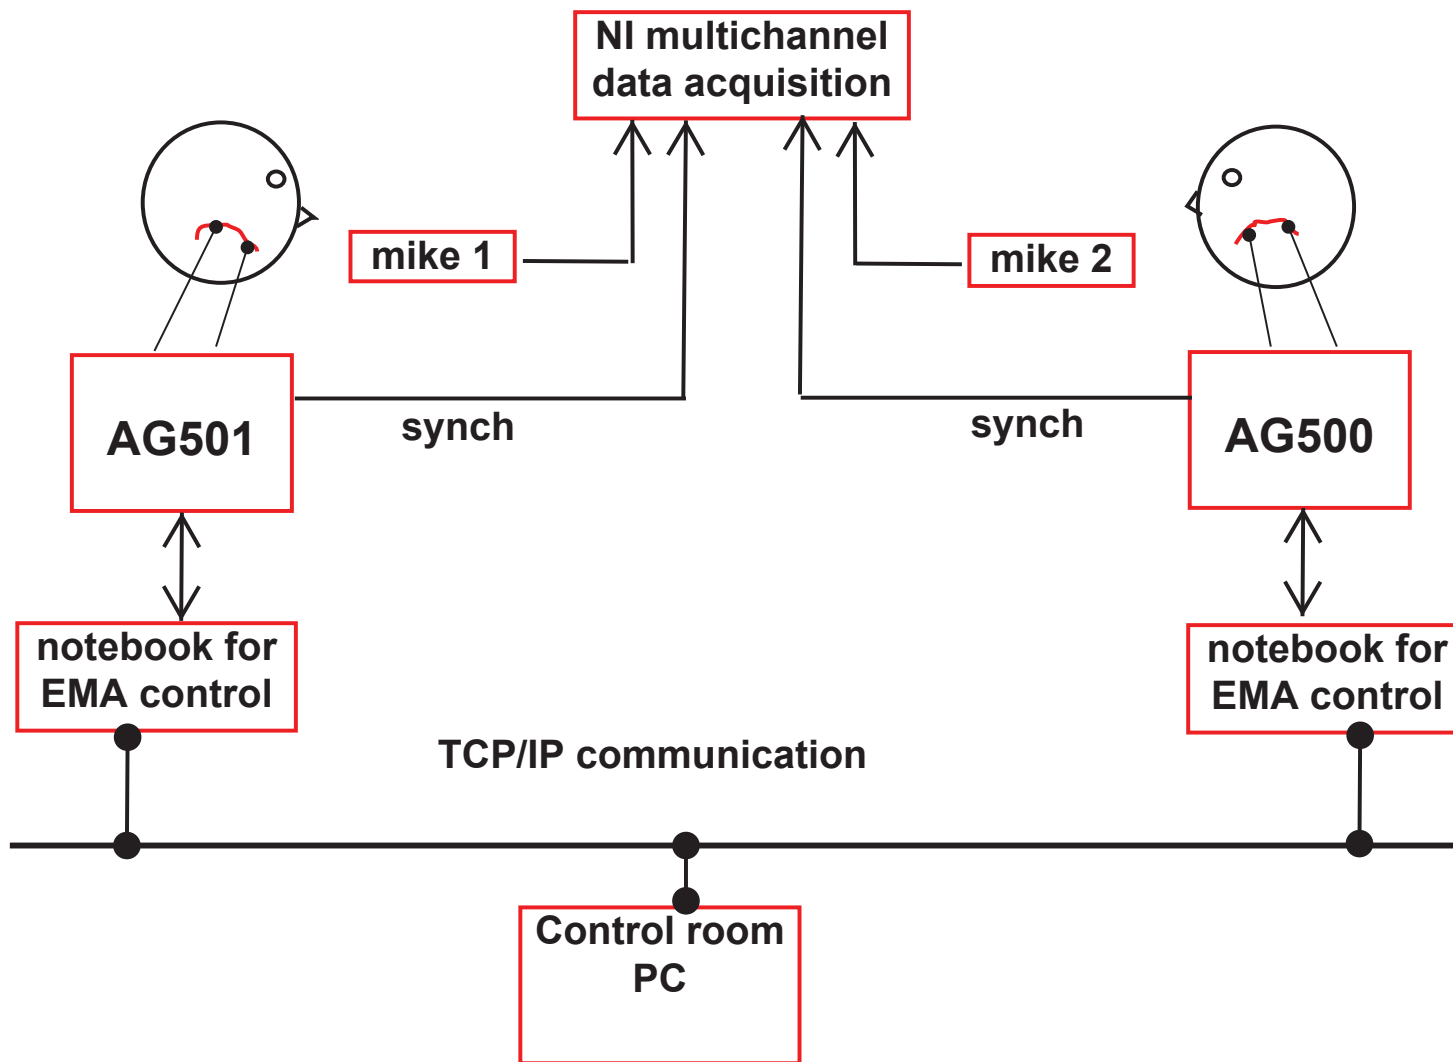 NI multichannel
data acquisition
mike 1
mike 2
AG501
synch
synch
AG500
notebook for
EMA control
notebook for
EMA control
TCP/IP communication
Control room
PC